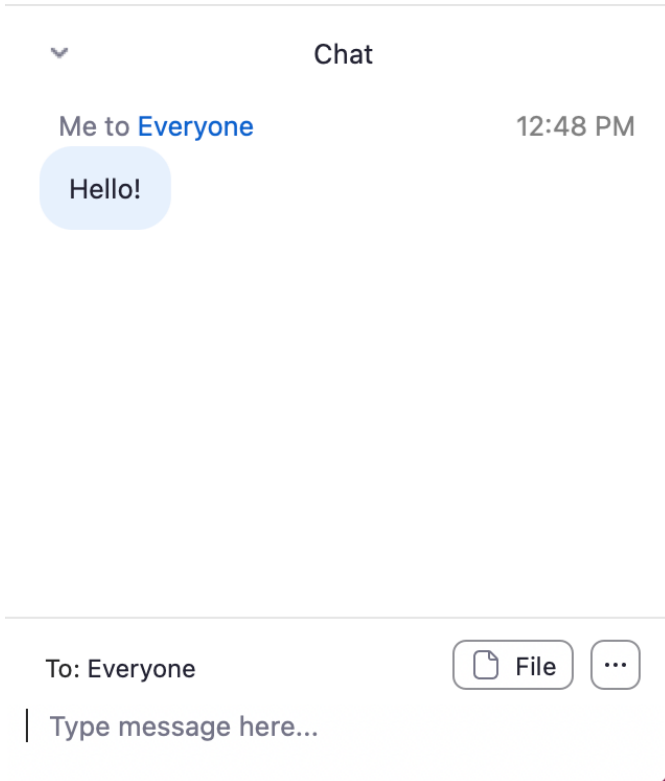 Chat
Me to Everyone 12:48 PM
Hello!
To: Everyone File ...
Type message here...